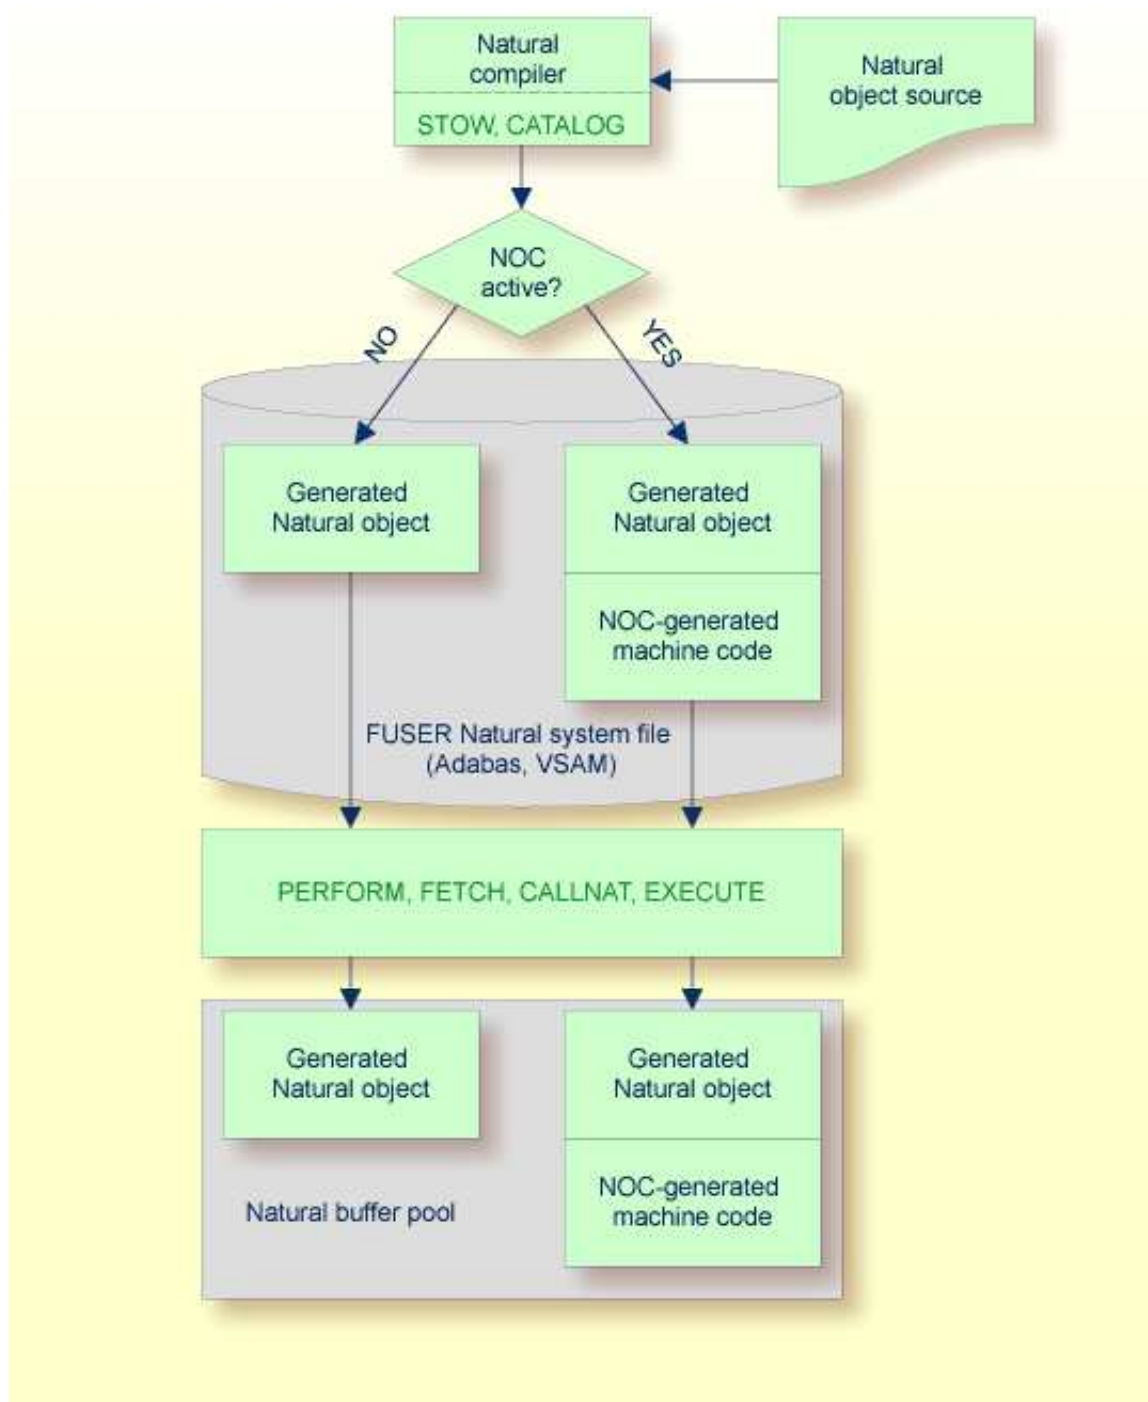 Natural
compiler
STOW, CATALOG
Natural
object source
NOC
active?
NO
YES
Generated
Natural object
Generated
Natural object
NOC-generated
machine code
FUSER Natural system file
(Adabas, VSAM)
PERFORM, FETCH, CALLNAT, EXECUTE
Generated
Natural object
Generated
Natural object
NOC-generated
machine code
Natural buffer pool